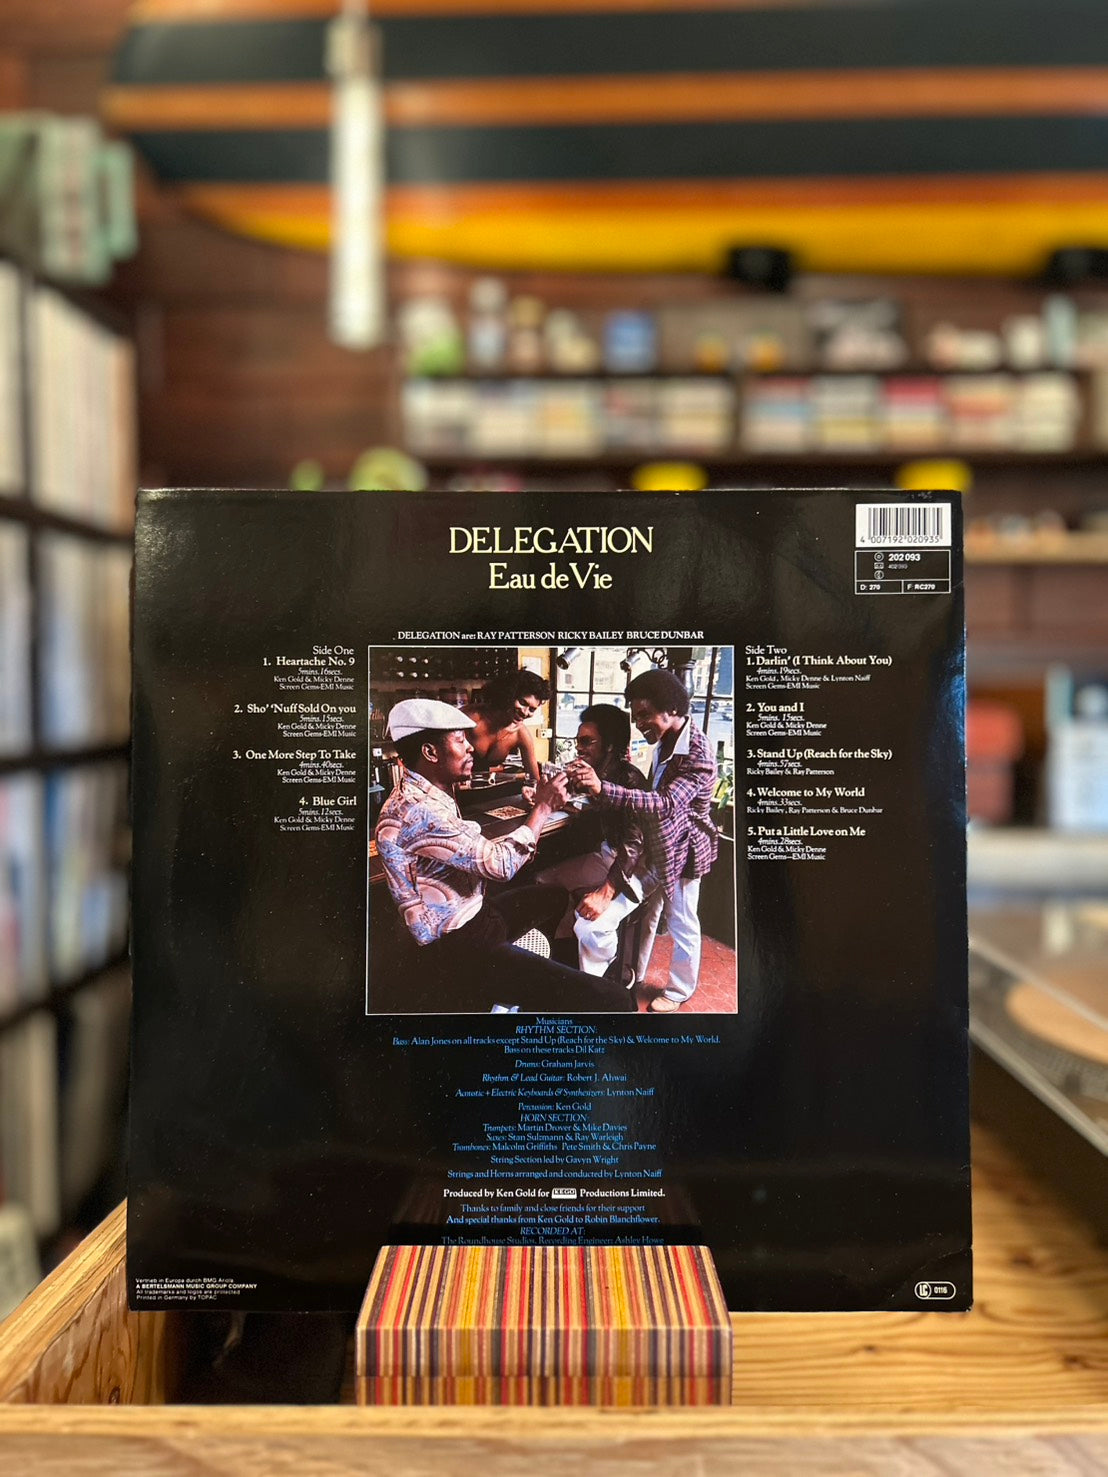 DELEGATION
Eau de Vie
4 007192 020935
202 093
402 093
D: 270
F: RC270
DELEGATION are: RAY PATTERSON RICKY BAILEY BRUCE DUNBAR
Side One
1. Heartache No. 9
5mins. 16secs.
Ken Gold & Micky Denne
Screen Gems-EMI Music
2. Sho' 'Nuff Sold On you
5mins. 15secs.
Ken Gold & Micky Denne
Screen Gems-EMI Music
3. One More Step To Take
4mins. 40secs.
Ken Gold & Micky Denne
Screen Gems-EMI Music
4. Blue Girl
5mins. 12secs.
Ken Gold & Micky Denne
Screen Gems-EMI Music
Side Two
1. Darlin' (I Think About You)
4mins. 19secs.
Ken Gold, Micky Denne & Lynton Naiff
Screen Gems-EMI Music
2. You and I
5mins. 15secs.
Ken Gold & Micky Denne
Screen Gems-EMI Music
3. Stand Up (Reach for the Sky)
4mins. 57secs.
Ricky Bailey & Ray Patterson
4. Welcome to My World
4mins. 33secs.
Ricky Bailey, Ray Patterson & Bruce Dunbar
5. Put a Little Love on Me
4mins. 28secs.
Ken Gold & Micky Denne
Screen Gems—EMI Music
Musicians
RHYTHM SECTION:
Bass: Alan Jones on all tracks except Stand Up (Reach for the Sky) & Welcome to My World.
Bass on these tracks Dil Katz
Drums: Graham Jarvis
Rhythm & Lead Guitar: Robert J. Ahwai
Acoustic + Electric Keyboards & Synthesizers: Lynton Naiff
Percussion: Ken Gold
HORN SECTION:
Trumpets: Martin Drover & Mike Davies
Saxes: Stan Sulzmann & Ray Warleigh
Trombones: Malcolm Griffiths Pete Smith & Chris Payne
String Section led by Gavyn Wright
Strings and Horns arranged and conducted by Lynton Naiff
Produced by Ken Gold for KEGO Productions Limited.
Thanks to family and close friends for their support
And special thanks from Ken Gold to Robin Blanchflower.
RECORDED AT:
The Roundhouse Studios. Recording Engineer: Ashley Howe
Vertrieb in Europa durch BMG Ariola
A BERTELSMANN MUSIC GROUP COMPANY
All trademarks and logos are protected
Printed in Germany by TOPAC
LC 0116